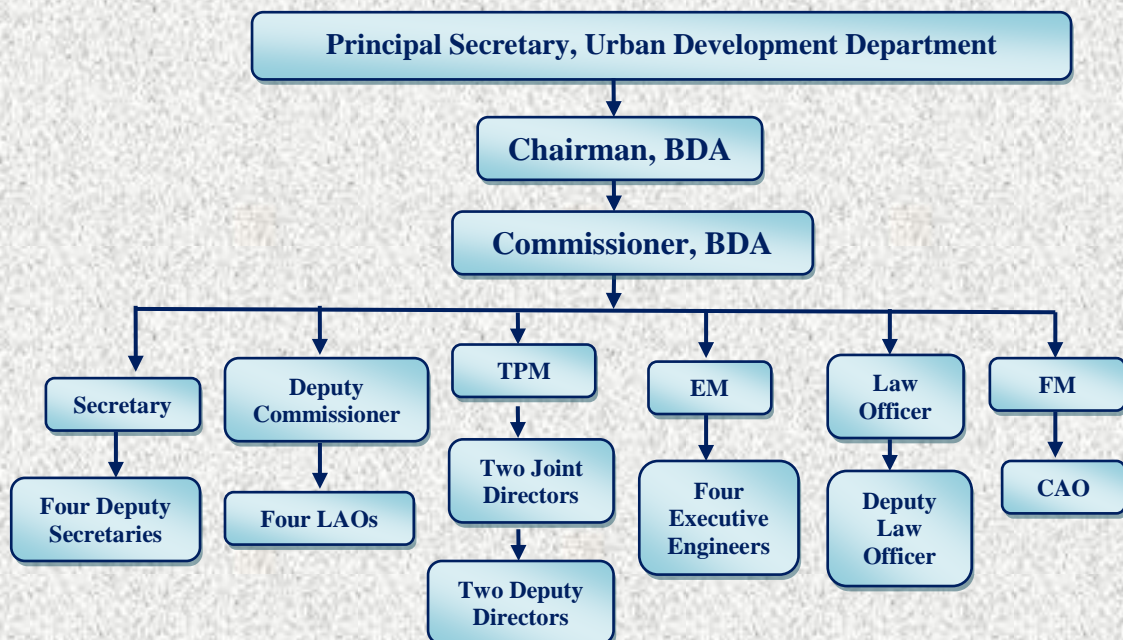 Principal Secretary, Urban Development Department
Chairman, BDA
Commissioner, BDA
Secretary
Deputy
Commissioner
TPM
EM
Law
Officer
FM
Four Deputy
Secretaries
Four LAOs
Two Joint
Directors
Four
Executive
Engineers
Deputy
Law
Officer
CAO
Two Deputy
Directors